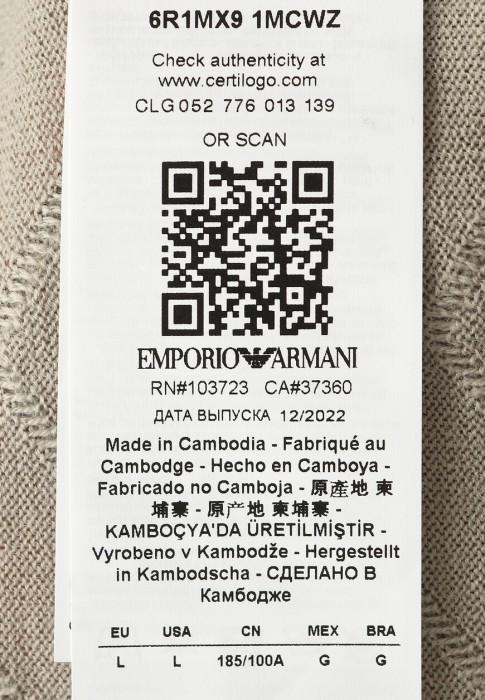 6R1MX9 1MCWZ
Check authenticity at
www.certilogo.com
CLG 052 776 013 139
OR SCAN
EMPORIO ARMANI
RN#103723 CA#37360
ДАТА ВЫПУСКА 12/2022
Made in Cambodia - Fabriqué au
Cambodge - Hecho en Camboya -
Fabricado no Camboja - 原產地 柬
埔寨 - 原产地 柬埔寨 -
KAMBOÇYA'DA ÜRETİLMİŞTİR -
Vyrobeno v Kambodže - Hergestellt
in Kambodscha - СДЕЛАНО В
Камбодже
EU USA CN MEX BRA
L L 185/100A G G